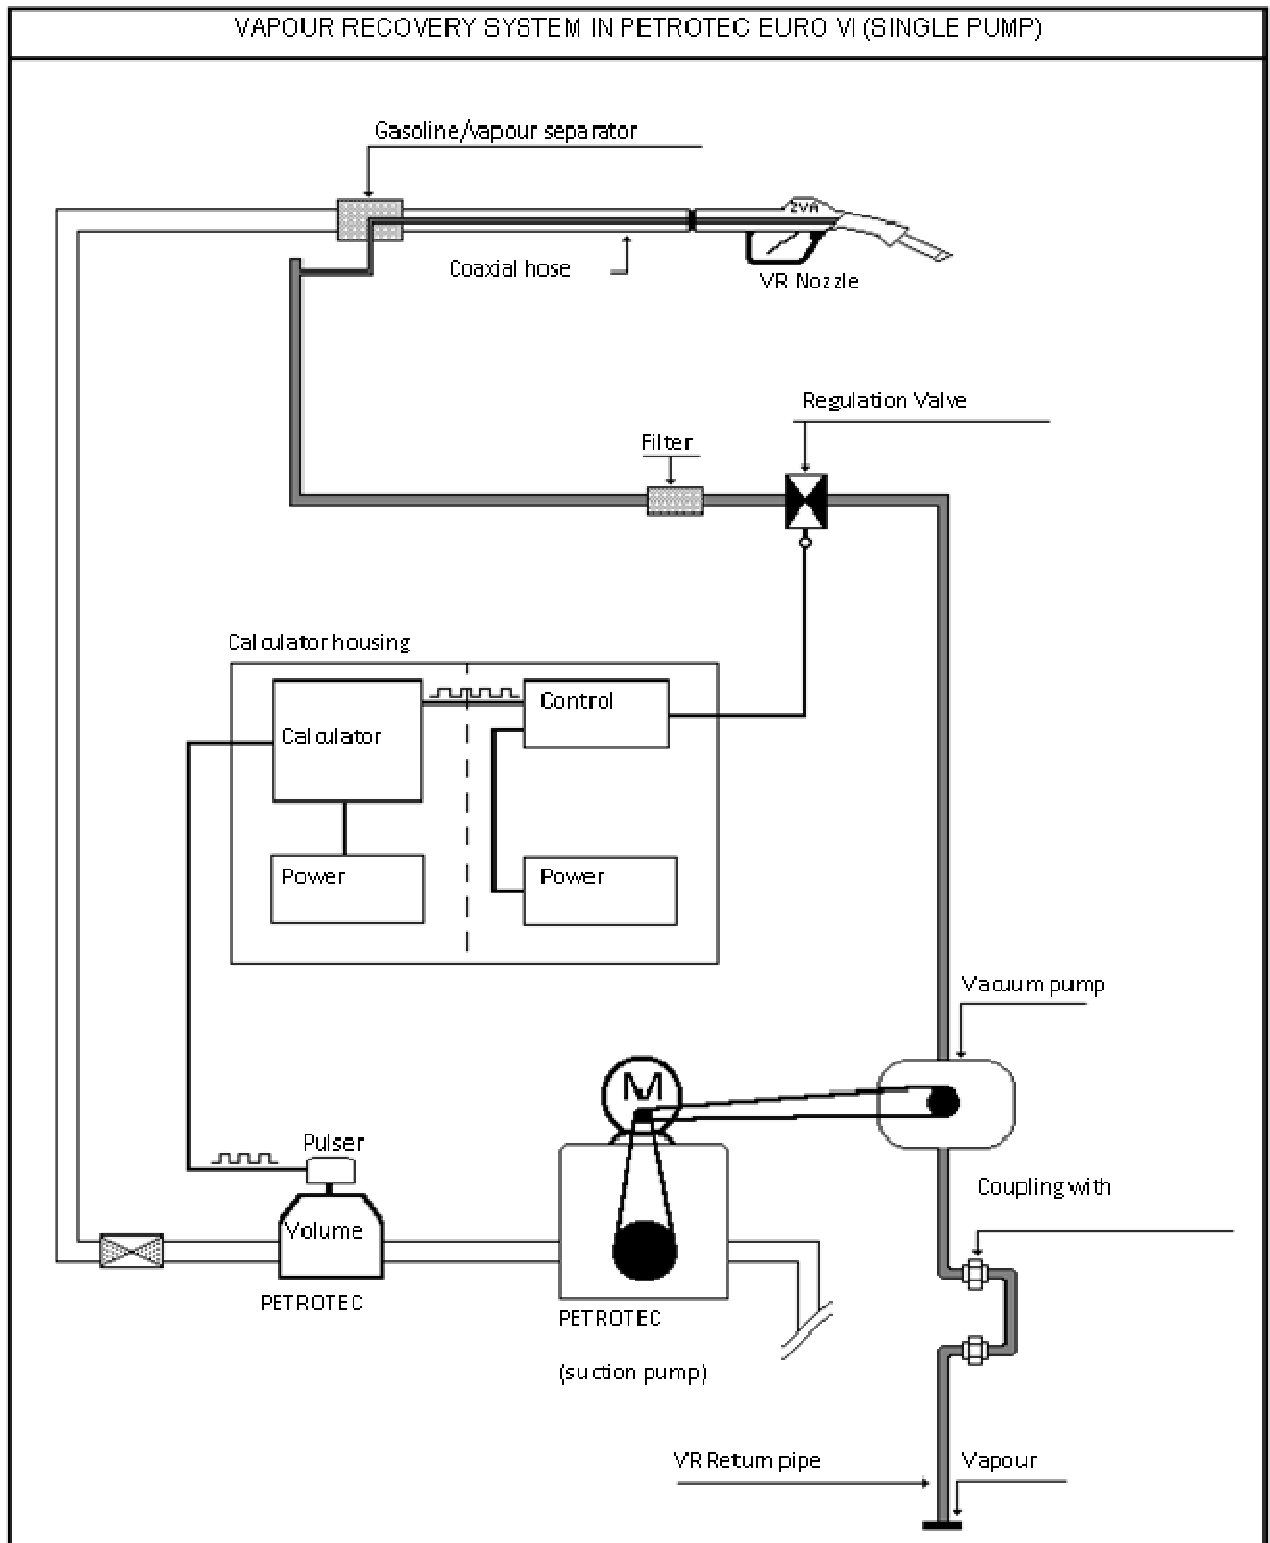 VAPOUR RECOVERY SYSTEM IN PETROTEC EURO VI (SINGLE PUMP)
Gasoline/vapour separator
ZVA
Coaxial hose
VR Nozzle
Regulation Valve
Filter
Calculator housing
Control
Calculator
Power
Power
Vacuum pump
M
Pulser
Coupling with
Volume
PETROTEC
PETROTEC
(suction pump)
VR Return pipe
Vapour